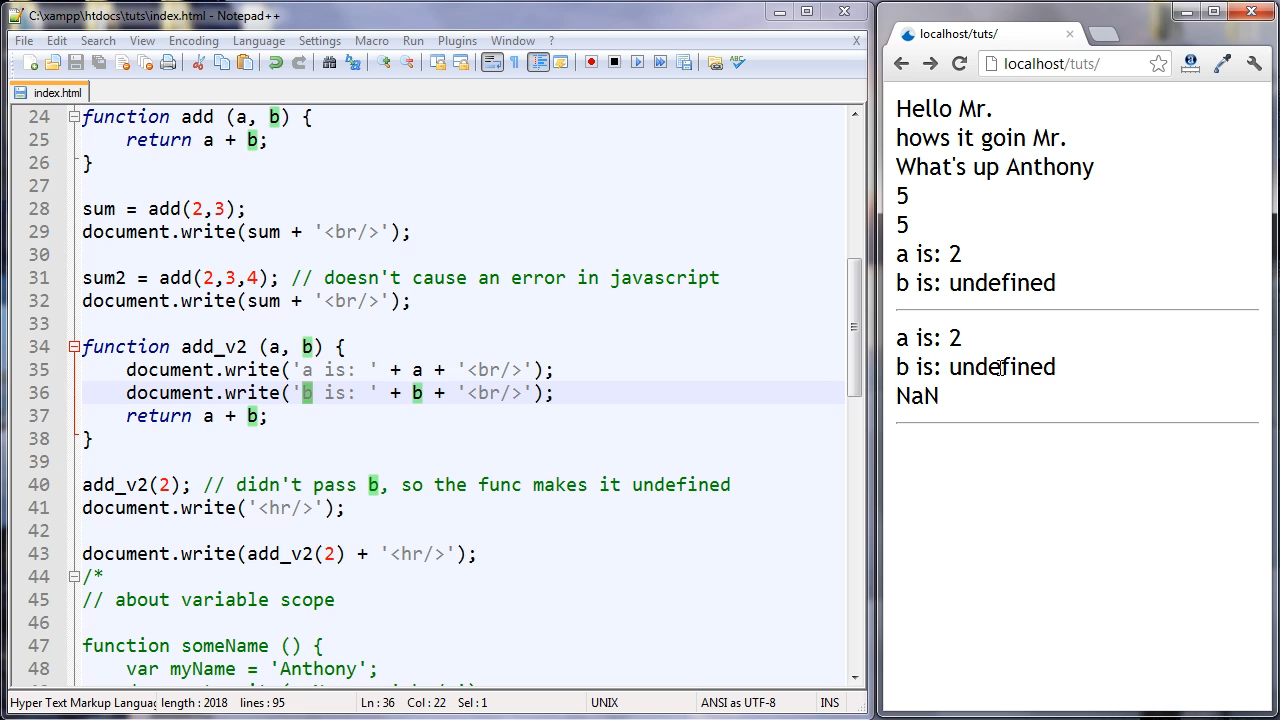 C:\xampp\htdocs\tuts\index.html - Notepad++
File Edit Search View Encoding Language Settings Macro Run Plugins Window ? X
index.html
24 function add (a, b) {
25 return a + b;
26 }
27
28 sum = add(2,3);
29 document.write(sum + '<br/>');
30
31 sum2 = add(2,3,4); // doesn't cause an error in javascript
32 document.write(sum + '<br/>');
33
34 function add_v2 (a, b) {
35 document.write('a is: ' + a + '<br/>');
36 document.write('b is: ' + b + '<br/>');
37 return a + b;
38 }
39
40 add_v2(2); // didn't pass b, so the func makes it undefined
41 document.write('<hr/>');
42
43 document.write(add_v2(2) + '<hr/>');
44 /*
45 // about variable scope
46
47 function someName () {
48 var myName = 'Anthony';
Hyper Text Markup Languag length : 2018 lines : 95 Ln : 36 Col : 22 Sel : 1 UNIX ANSI as UTF-8 INS
localhost/tuts/
localhost/tuts/
Hello Mr.
hows it goin Mr.
What's up Anthony
5
5
a is: 2
b is: undefined
a is: 2
b is: undefined
NaN